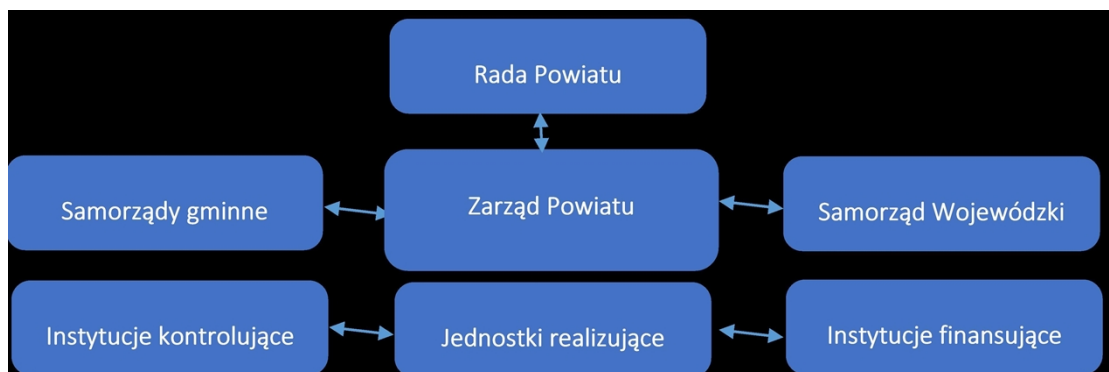 Rada Powiatu
Samorządy gminne
Zarząd Powiatu
Samorząd Wojewódzki
Instytucje kontrolujące
Jednostki realizujące
Instytucje finansujące